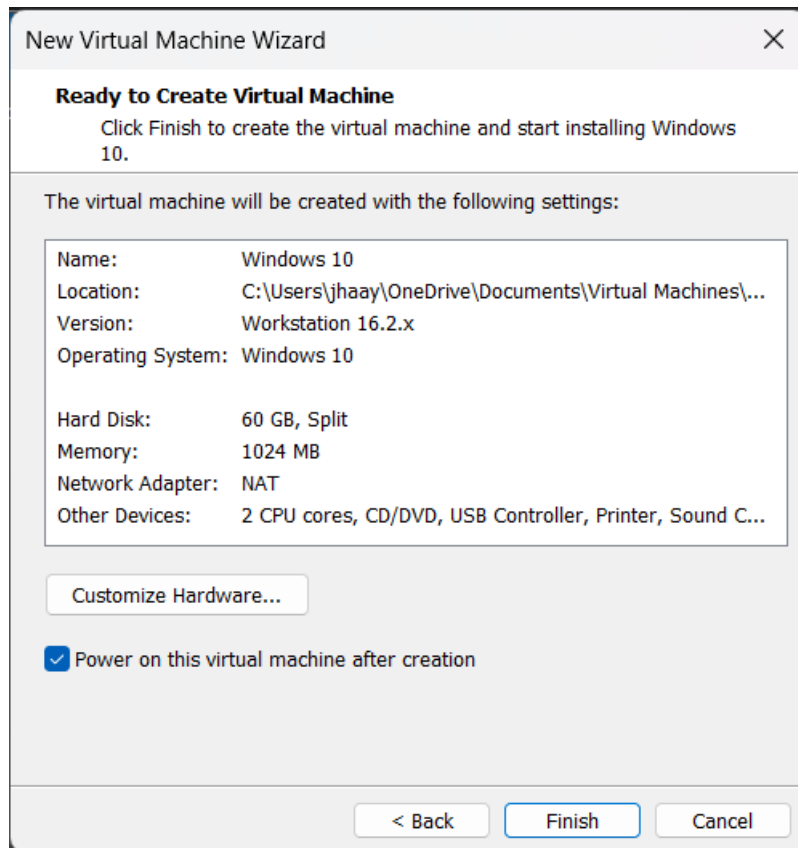 New Virtual Machine Wizard
Ready to Create Virtual Machine
Click Finish to create the virtual machine and start installing Windows
10.
The virtual machine will be created with the following settings:
Name: Windows 10
Location: C:\Users\jhaay\OneDrive\Documents\Virtual Machines\...
Version: Workstation 16.2.x
Operating System: Windows 10
Hard Disk: 60 GB, Split
Memory: 1024 MB
Network Adapter: NAT
Other Devices: 2 CPU cores, CD/DVD, USB Controller, Printer, Sound C...
Customize Hardware...
Power on this virtual machine after creation
< Back Finish Cancel